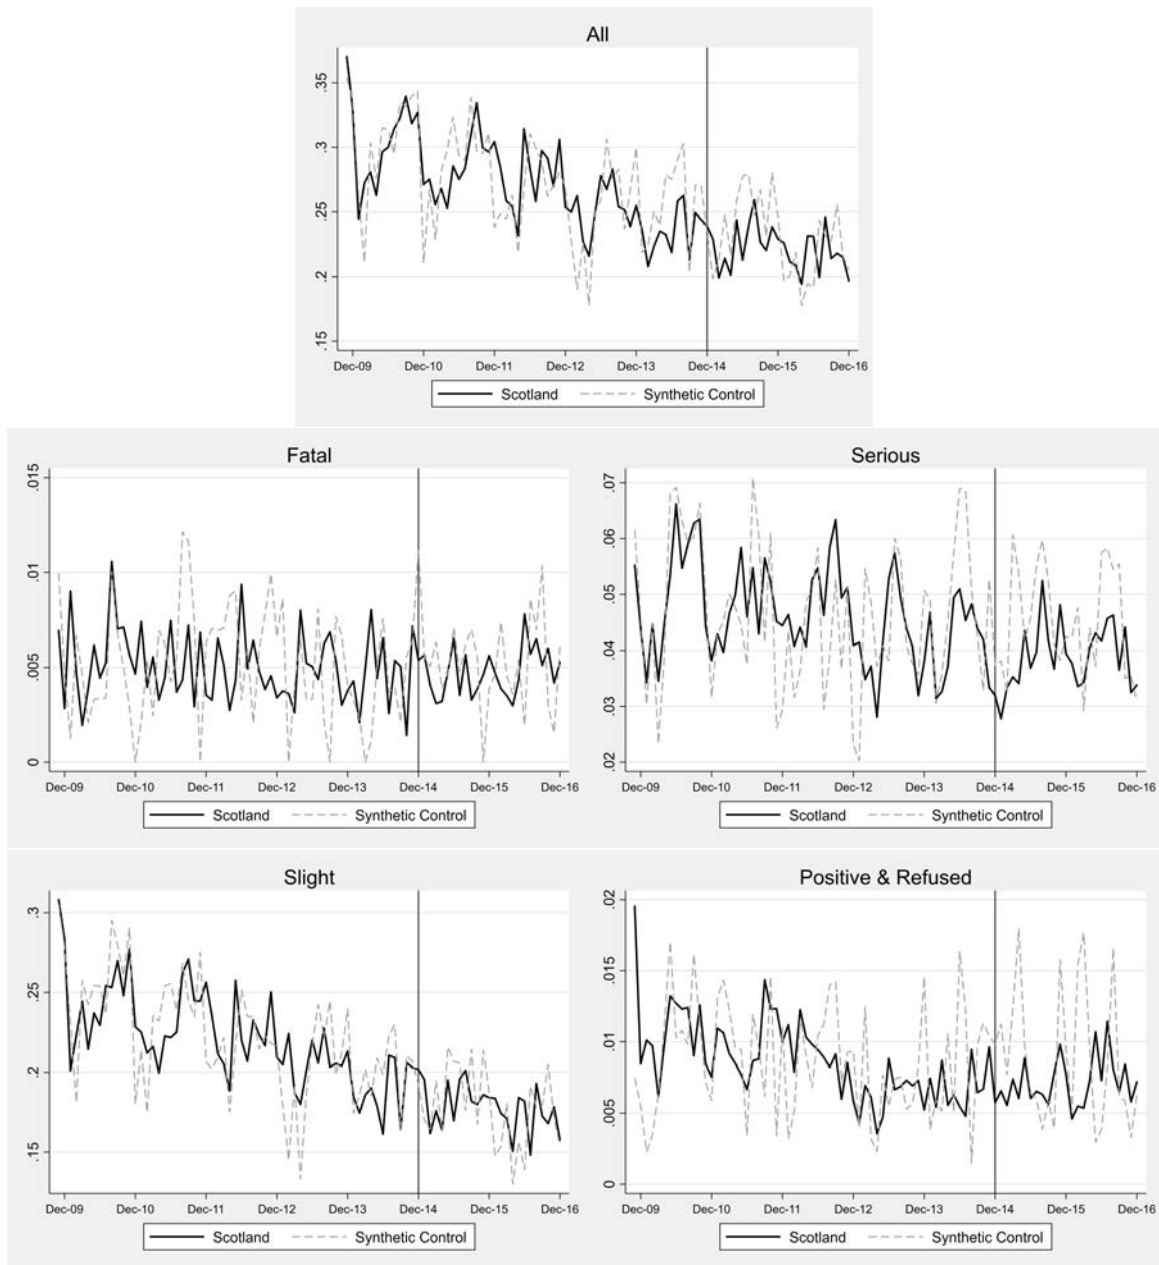 All
.35
.3
.25
.2
.15
Dec-09 Dec-10 Dec-11 Dec-12 Dec-13 Dec-14 Dec-15 Dec-16
Scotland Synthetic Control
Fatal
.015
.01
.005
0
Dec-09 Dec-10 Dec-11 Dec-12 Dec-13 Dec-14 Dec-15 Dec-16
Scotland Synthetic Control
Serious
.07
.06
.05
.04
.03
.02
Dec-09 Dec-10 Dec-11 Dec-12 Dec-13 Dec-14 Dec-15 Dec-16
Scotland Synthetic Control
Slight
.3
.25
.2
.15
Dec-09 Dec-10 Dec-11 Dec-12 Dec-13 Dec-14 Dec-15 Dec-16
Scotland Synthetic Control
Positive & Refused
.02
.015
.01
.005
0
Dec-09 Dec-10 Dec-11 Dec-12 Dec-13 Dec-14 Dec-15 Dec-16
Scotland Synthetic Control